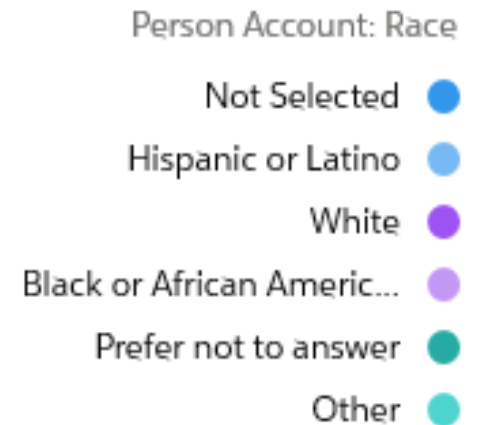 Person Account: Race
Not Selected
Hispanic or Latino
White
Black or African Americ...
Prefer not to answer
Other